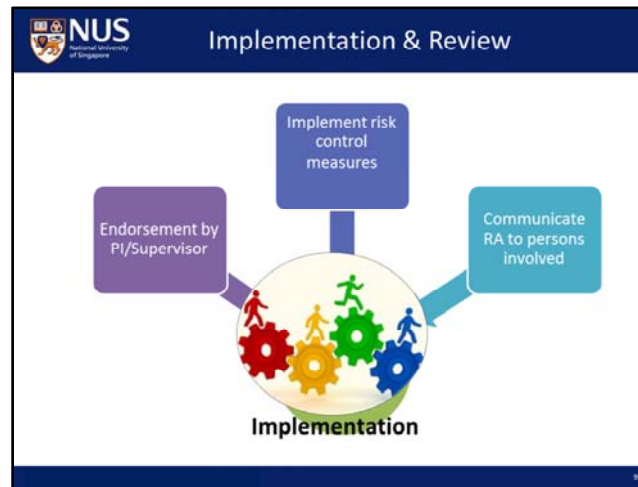 NUS
National University
of Singapore
Implementation & Review
Implement risk
control
measures
Endorsement by
PI/Supervisor
Communicate
RA to persons
involved
Implementation
9